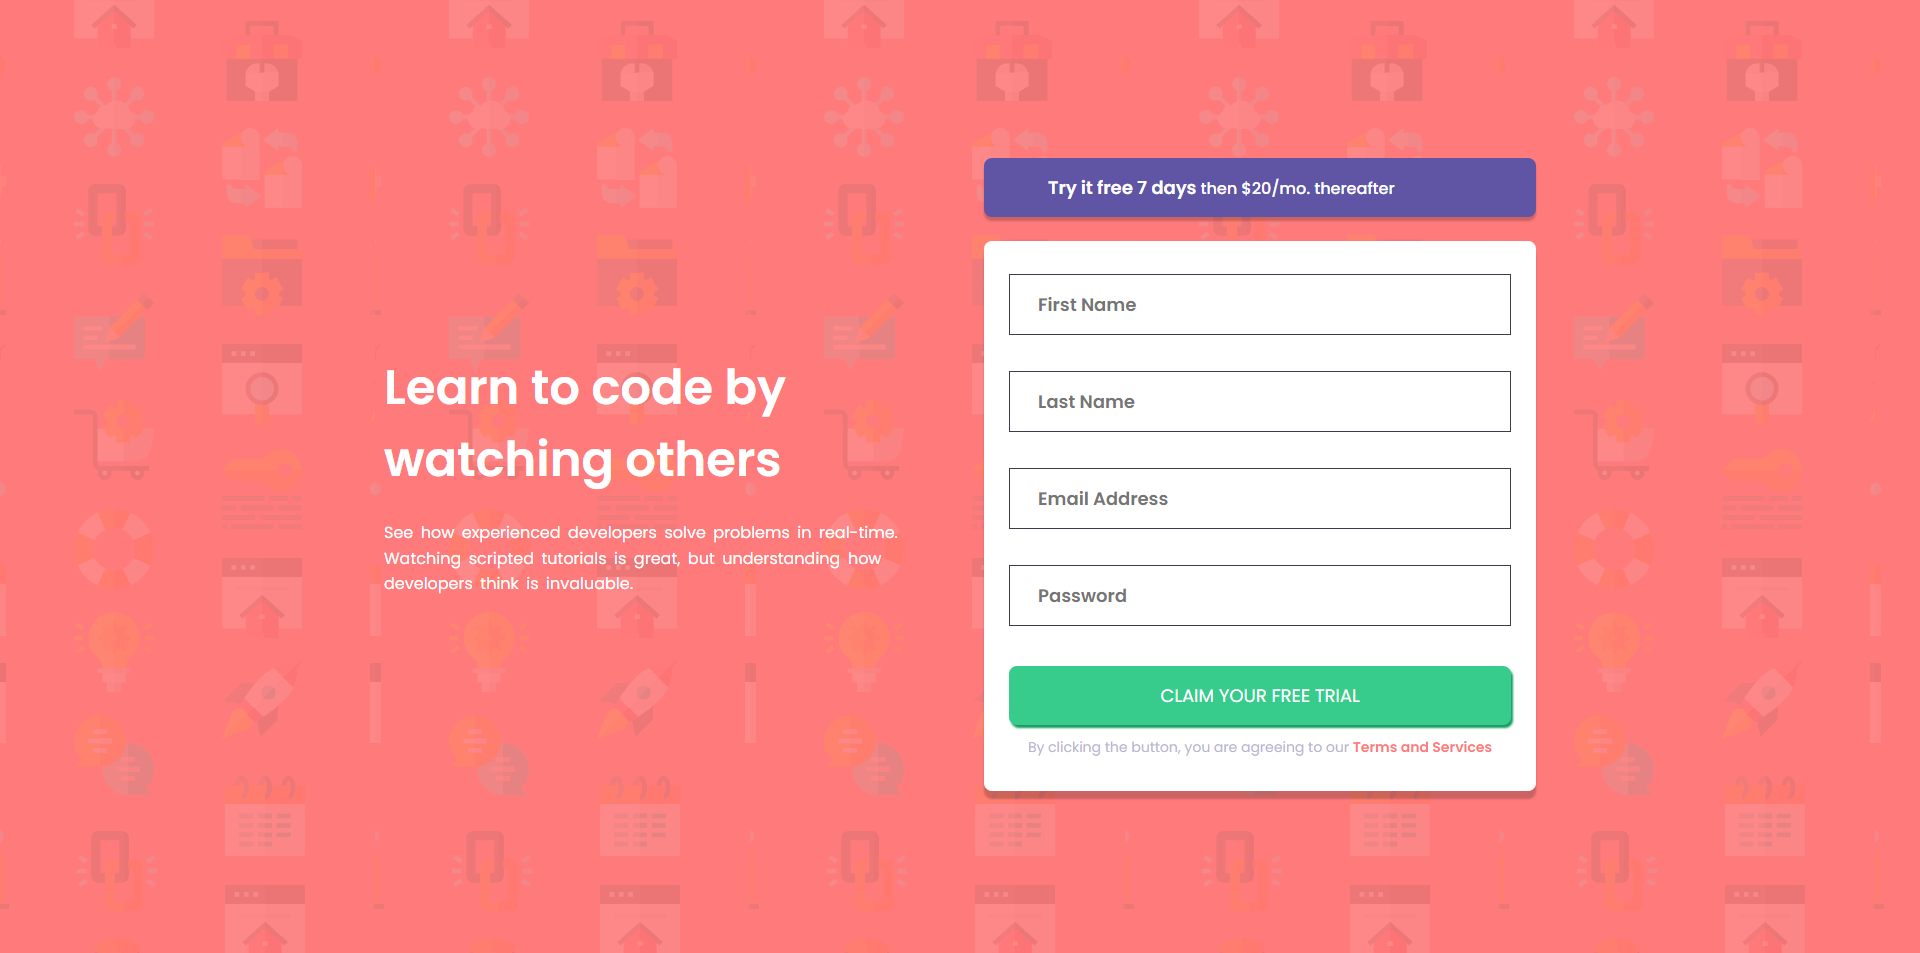 Learn to code by
watching others
See how experienced developers solve problems in real-time.
Watching scripted tutorials is great, but understanding how
developers think is invaluable.
Try it free 7 days then $20/mo. thereafter
First Name
Last Name
Email Address
Password
CLAIM YOUR FREE TRIAL
By clicking the button, you are agreeing to our Terms and Services